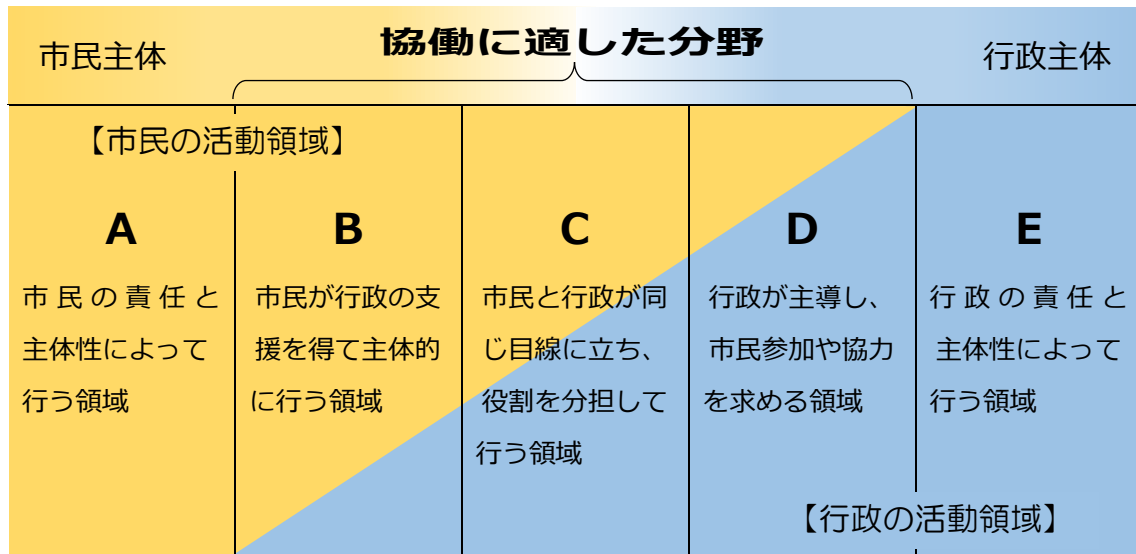 市民主体
協働に適した分野
行政主体
【市民の活動領域】
A
市民の責任と
主体性によって
行う領域
B
市民が行政の支
援を得て主体的
に行う領域
C
市民と行政が同
じ目線に立ち、
役割を分担して
行う領域
D
行政が主導し、
市民参加や協力
を求める領域
E
行政の責任と
主体性によって
行う領域
【行政の活動領域】